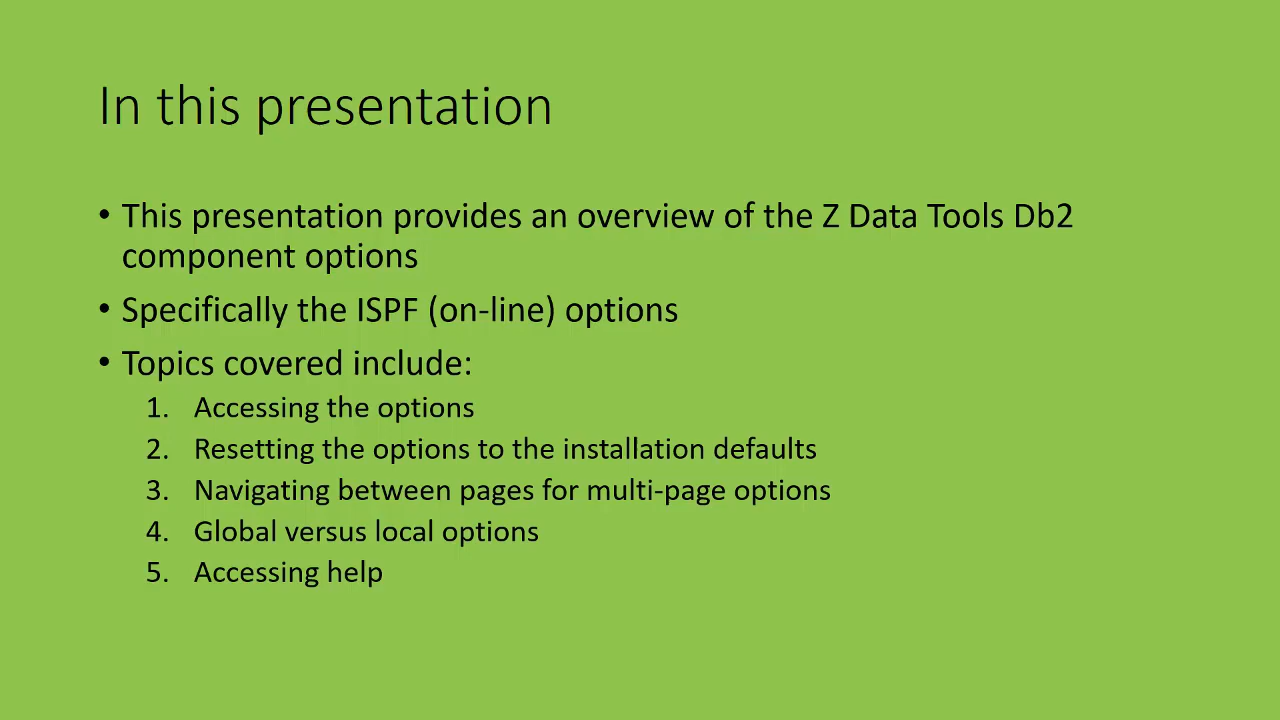 In this presentation
• This presentation provides an overview of the Z Data Tools Db2
component options
• Specifically the ISPF (on-line) options
• Topics covered include:
1. Accessing the options
2. Resetting the options to the installation defaults
3. Navigating between pages for multi-page options
4. Global versus local options
5. Accessing help